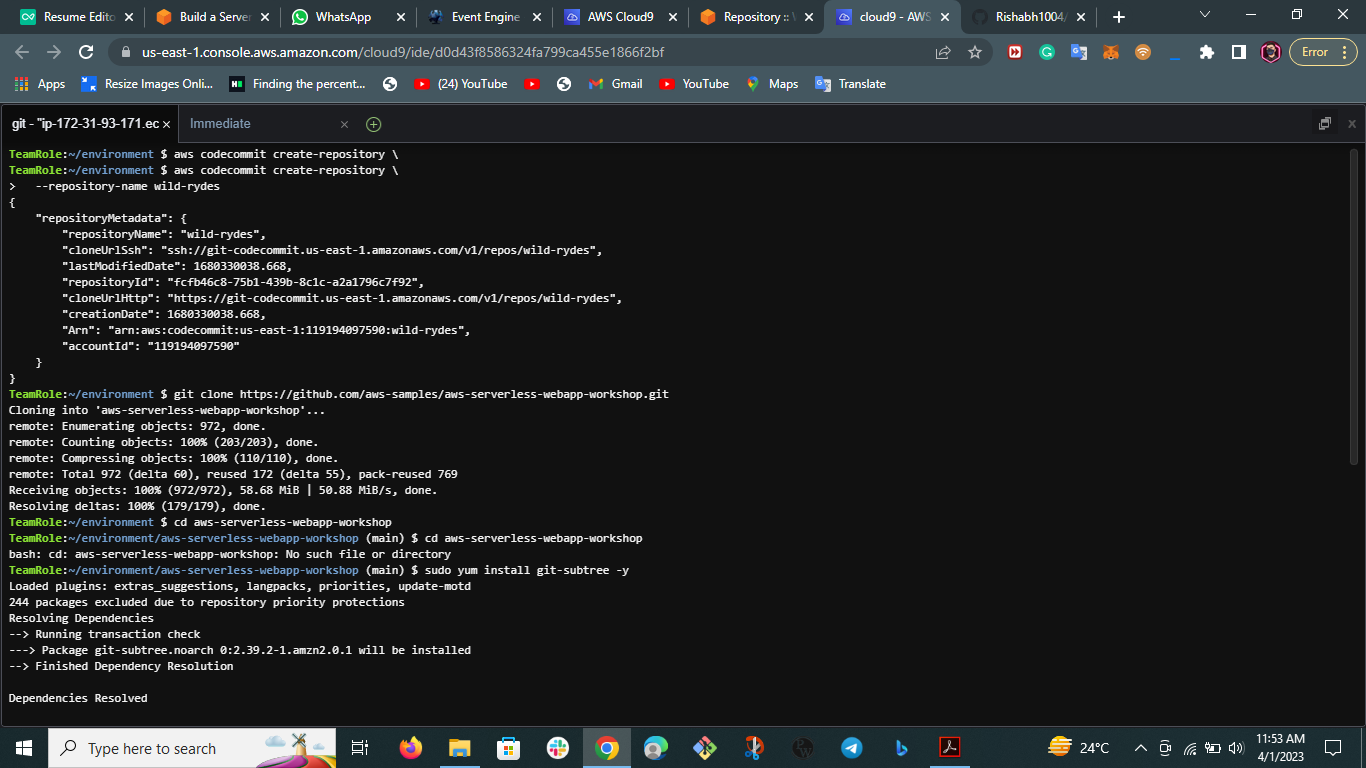 Resume Edito
Build a Server
WhatsApp
Event Engine
AWS Cloud9
Repository :: V
cloud9 - AWS
Rishabh1004/
us-east-1.console.aws.amazon.com/cloud9/ide/d0d43f8586324fa799ca455e1866f2bf
Error
Apps
Resize Images Onli...
Finding the percent...
(24) YouTube
Gmail
YouTube
Maps
Translate
git - "ip-172-31-93-171.ec
Immediate
TeamRole:~/environment $ aws codecommit create-repository \
TeamRole:~/environment $ aws codecommit create-repository \
>   --repository-name wild-rydes
{
    "repositoryMetadata": {
        "repositoryName": "wild-rydes",
        "cloneUrlSsh": "ssh://git-codecommit.us-east-1.amazonaws.com/v1/repos/wild-rydes",
        "lastModifiedDate": 1680330038.668,
        "repositoryId": "fcfb46c8-75b1-439b-8c1c-a2a1796c7f92",
        "cloneUrlHttp": "https://git-codecommit.us-east-1.amazonaws.com/v1/repos/wild-rydes",
        "creationDate": 1680330038.668,
        "Arn": "arn:aws:codecommit:us-east-1:119194097590:wild-rydes",
        "accountId": "119194097590"
    }
}
TeamRole:~/environment $ git clone https://github.com/aws-samples/aws-serverless-webapp-workshop.git
Cloning into 'aws-serverless-webapp-workshop'...
remote: Enumerating objects: 972, done.
remote: Counting objects: 100% (203/203), done.
remote: Compressing objects: 100% (110/110), done.
remote: Total 972 (delta 60), reused 172 (delta 55), pack-reused 769
Receiving objects: 100% (972/972), 58.68 MiB | 50.88 MiB/s, done.
Resolving deltas: 100% (179/179), done.
TeamRole:~/environment $ cd aws-serverless-webapp-workshop
TeamRole:~/environment/aws-serverless-webapp-workshop (main) $ cd aws-serverless-webapp-workshop
bash: cd: aws-serverless-webapp-workshop: No such file or directory
TeamRole:~/environment/aws-serverless-webapp-workshop (main) $ sudo yum install git-subtree -y
Loaded plugins: extras_suggestions, langpacks, priorities, update-motd
244 packages excluded due to repository priority protections
Resolving Dependencies
--> Running transaction check
---> Package git-subtree.noarch 0:2.39.2-1.amzn2.0.1 will be installed
--> Finished Dependency Resolution
Dependencies Resolved
Type here to search
24°C
11:53 AM
4/1/2023